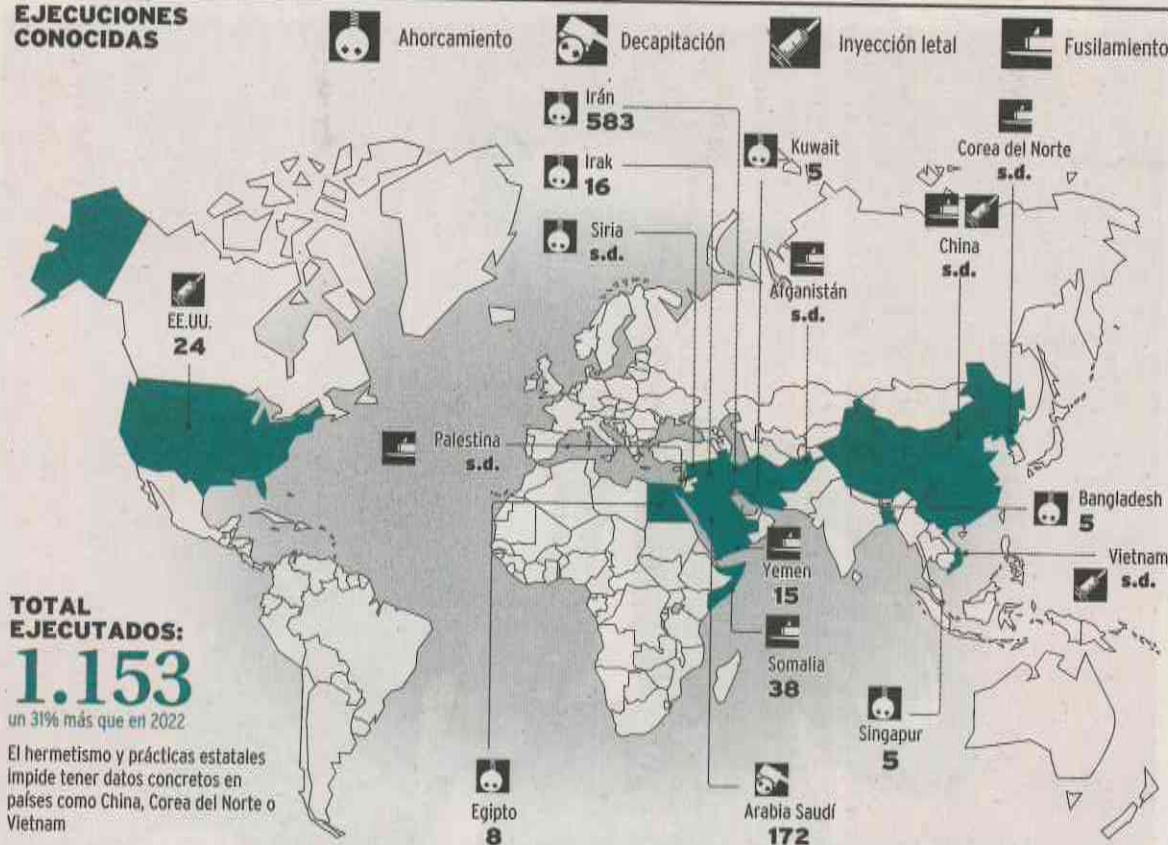 EJECUCIONES
CONOCIDAS
Ahorcamiento
Decapitación
Inyección letal
Fusilamiento
Irán
583
Irak
16
Siria
s.d.
Kuwait
5
Corea del Norte
s.d.
China
s.d.
Afganistán
s.d.
EE.UU.
24
Palestina
s.d.
Bangladesh
5
Vietnam
s.d.
Yemen
15
Somalia
38
Singapur
5
Egipto
8
Arabia Saudí
172
TOTAL
EJECUTADOS:
1.153
un 31% más que en 2022
El hermetismo y prácticas estatales
impide tener datos concretos en
países como China, Corea del Norte o
Vietnam